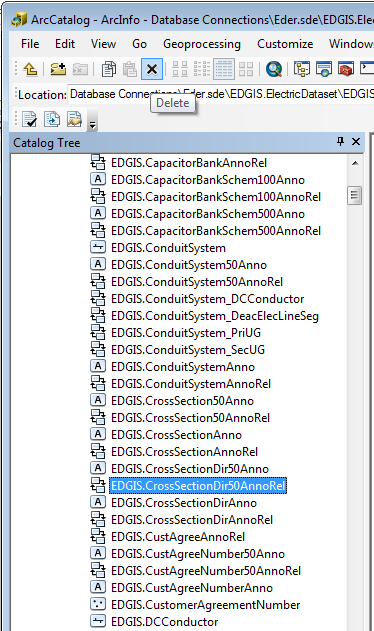 ArcCatalog - ArcInfo - Database Connections\Eder.sde\EDGIS.Ele
File Edit View Go Geoprocessing Customize Windows
Location: Database Connections\Eder.sde\EDGIS.ElectricDataset\EDGIS
Delete
Catalog Tree
EDGIS.CapacitorBankAnnoRel
EDGIS.CapacitorBankSchem100Anno
EDGIS.CapacitorBankSchem100AnnoRel
EDGIS.CapacitorBankSchem500Anno
EDGIS.CapacitorBankSchem500AnnoRel
EDGIS.ConduitSystem
EDGIS.ConduitSystem50Anno
EDGIS.ConduitSystem50AnnoRel
EDGIS.ConduitSystem_DCConductor
EDGIS.ConduitSystem_DeacElecLineSeg
EDGIS.ConduitSystem_PriUG
EDGIS.ConduitSystem_SecUG
EDGIS.ConduitSystemAnno
EDGIS.ConduitSystemAnnoRel
EDGIS.CrossSection50Anno
EDGIS.CrossSection50AnnoRel
EDGIS.CrossSectionAnno
EDGIS.CrossSectionAnnoRel
EDGIS.CrossSectionDir50Anno
EDGIS.CrossSectionDir50AnnoRel
EDGIS.CrossSectionDirAnno
EDGIS.CrossSectionDirAnnoRel
EDGIS.CustAgreeAnnoRel
EDGIS.CustAgreeNumber50Anno
EDGIS.CustAgreeNumber50AnnoRel
EDGIS.CustAgreeNumberAnno
EDGIS.CustomerAgreementNumber
EDGIS.DCConductor